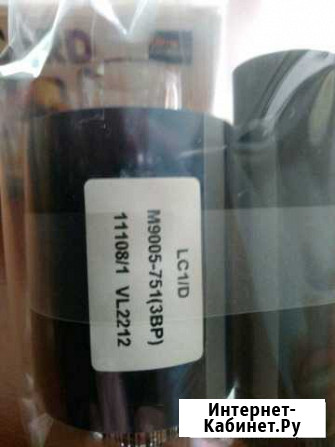 LC1/D
M9005-751(3BP)
11108/1 VL2212
Интернет-
Кабинет.Ру